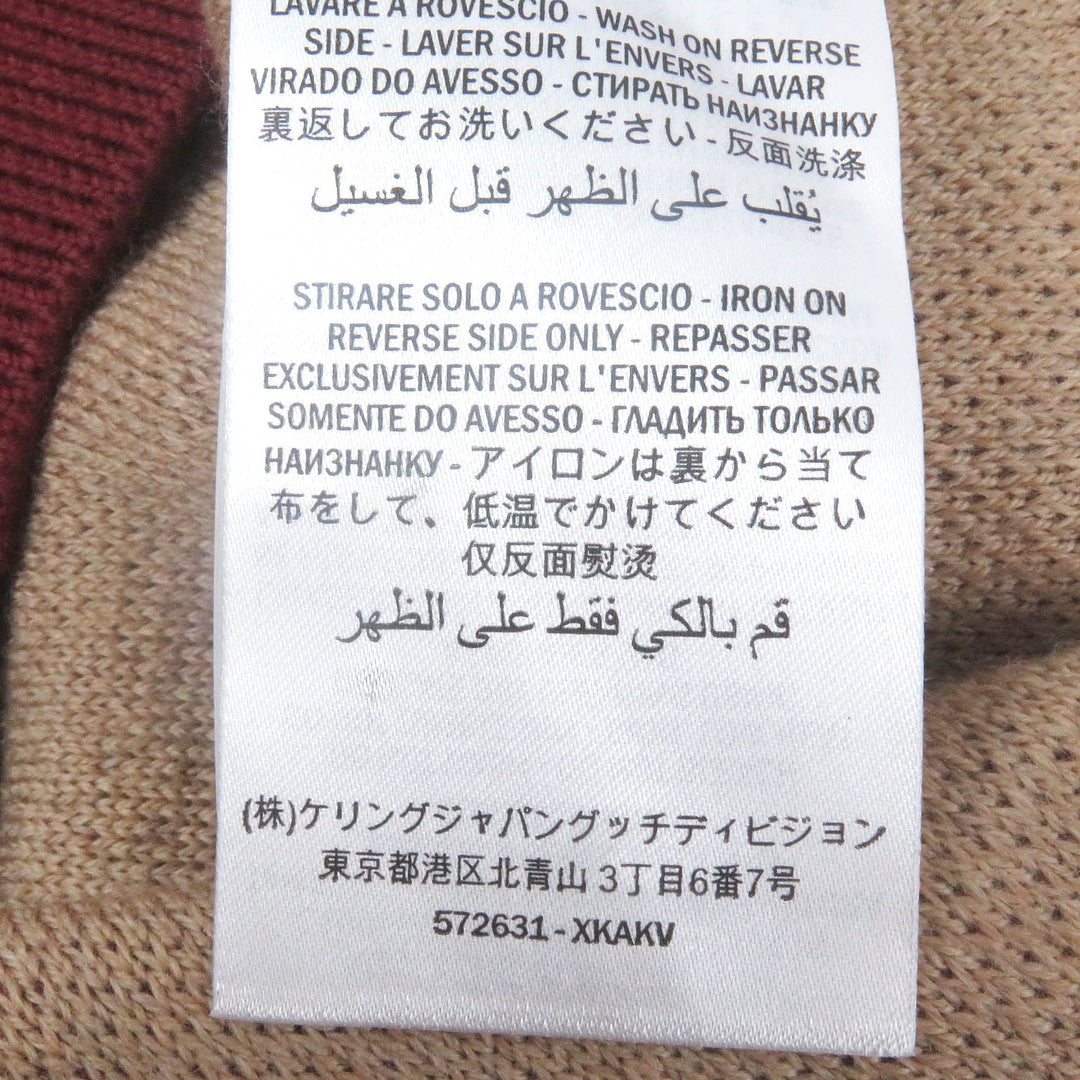 LAVARE A ROVESCIO - WASH ON REVERSE
SIDE - LAVER SUR L'ENVERS - LAVAR
VIRADO DO AVESSO - СТИРАТЬ НАИЗНАНКУ
裏返してお洗いください - 反面洗涤
يُقلب على الظهر قبل الغسيل
STIRARE SOLO A ROVESCIO - IRON ON
REVERSE SIDE ONLY - REPASSER
EXCLUSIVEMENT SUR L'ENVERS - PASSAR
SOMENTE DO AVESSO - ГЛАДИТЬ ТОЛЬКО
НАИЗНАНКУ - アイロンは裏から当て
布をして、低温でかけてください
仅反面熨烫
قم بالكي فقط على الظهر
(株)ケリングジャパングッチディビジョン
東京都港区北青山 3丁目6番7号
572631 - XKAKV